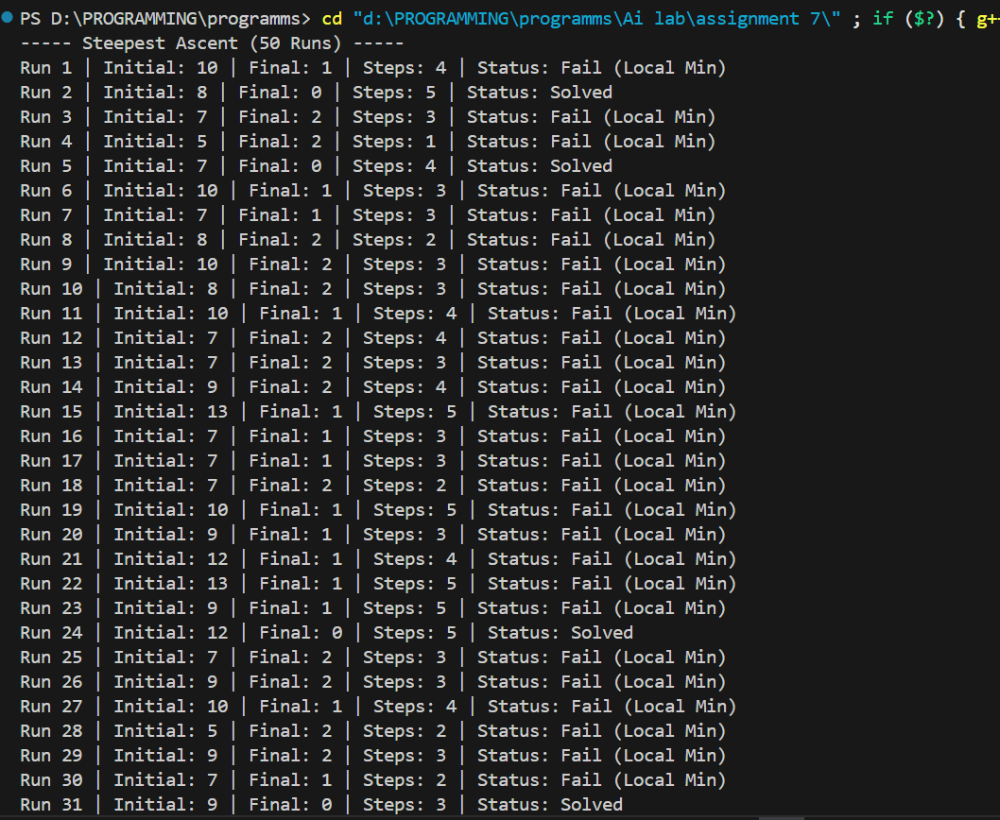 PS D:\PROGRAMMING\programms> cd "d:\PROGRAMMING\programms\Ai lab\assignment 7\" ; if ($?) { g+
----- Steepest Ascent (50 Runs) -----
Run 1 | Initial: 10 | Final: 1 | Steps: 4 | Status: Fail (Local Min)
Run 2 | Initial: 8 | Final: 0 | Steps: 5 | Status: Solved
Run 3 | Initial: 7 | Final: 2 | Steps: 3 | Status: Fail (Local Min)
Run 4 | Initial: 5 | Final: 2 | Steps: 1 | Status: Fail (Local Min)
Run 5 | Initial: 7 | Final: 0 | Steps: 4 | Status: Solved
Run 6 | Initial: 10 | Final: 1 | Steps: 3 | Status: Fail (Local Min)
Run 7 | Initial: 7 | Final: 1 | Steps: 3 | Status: Fail (Local Min)
Run 8 | Initial: 8 | Final: 2 | Steps: 2 | Status: Fail (Local Min)
Run 9 | Initial: 10 | Final: 2 | Steps: 3 | Status: Fail (Local Min)
Run 10 | Initial: 8 | Final: 2 | Steps: 3 | Status: Fail (Local Min)
Run 11 | Initial: 10 | Final: 1 | Steps: 4 | Status: Fail (Local Min)
Run 12 | Initial: 7 | Final: 2 | Steps: 4 | Status: Fail (Local Min)
Run 13 | Initial: 7 | Final: 2 | Steps: 3 | Status: Fail (Local Min)
Run 14 | Initial: 9 | Final: 2 | Steps: 4 | Status: Fail (Local Min)
Run 15 | Initial: 13 | Final: 1 | Steps: 5 | Status: Fail (Local Min)
Run 16 | Initial: 7 | Final: 1 | Steps: 3 | Status: Fail (Local Min)
Run 17 | Initial: 7 | Final: 1 | Steps: 3 | Status: Fail (Local Min)
Run 18 | Initial: 7 | Final: 2 | Steps: 2 | Status: Fail (Local Min)
Run 19 | Initial: 10 | Final: 1 | Steps: 5 | Status: Fail (Local Min)
Run 20 | Initial: 9 | Final: 1 | Steps: 3 | Status: Fail (Local Min)
Run 21 | Initial: 12 | Final: 1 | Steps: 4 | Status: Fail (Local Min)
Run 22 | Initial: 13 | Final: 1 | Steps: 5 | Status: Fail (Local Min)
Run 23 | Initial: 9 | Final: 1 | Steps: 5 | Status: Fail (Local Min)
Run 24 | Initial: 12 | Final: 0 | Steps: 5 | Status: Solved
Run 25 | Initial: 7 | Final: 2 | Steps: 3 | Status: Fail (Local Min)
Run 26 | Initial: 9 | Final: 2 | Steps: 3 | Status: Fail (Local Min)
Run 27 | Initial: 10 | Final: 1 | Steps: 4 | Status: Fail (Local Min)
Run 28 | Initial: 5 | Final: 2 | Steps: 2 | Status: Fail (Local Min)
Run 29 | Initial: 9 | Final: 2 | Steps: 3 | Status: Fail (Local Min)
Run 30 | Initial: 7 | Final: 1 | Steps: 2 | Status: Fail (Local Min)
Run 31 | Initial: 9 | Final: 0 | Steps: 3 | Status: Solved